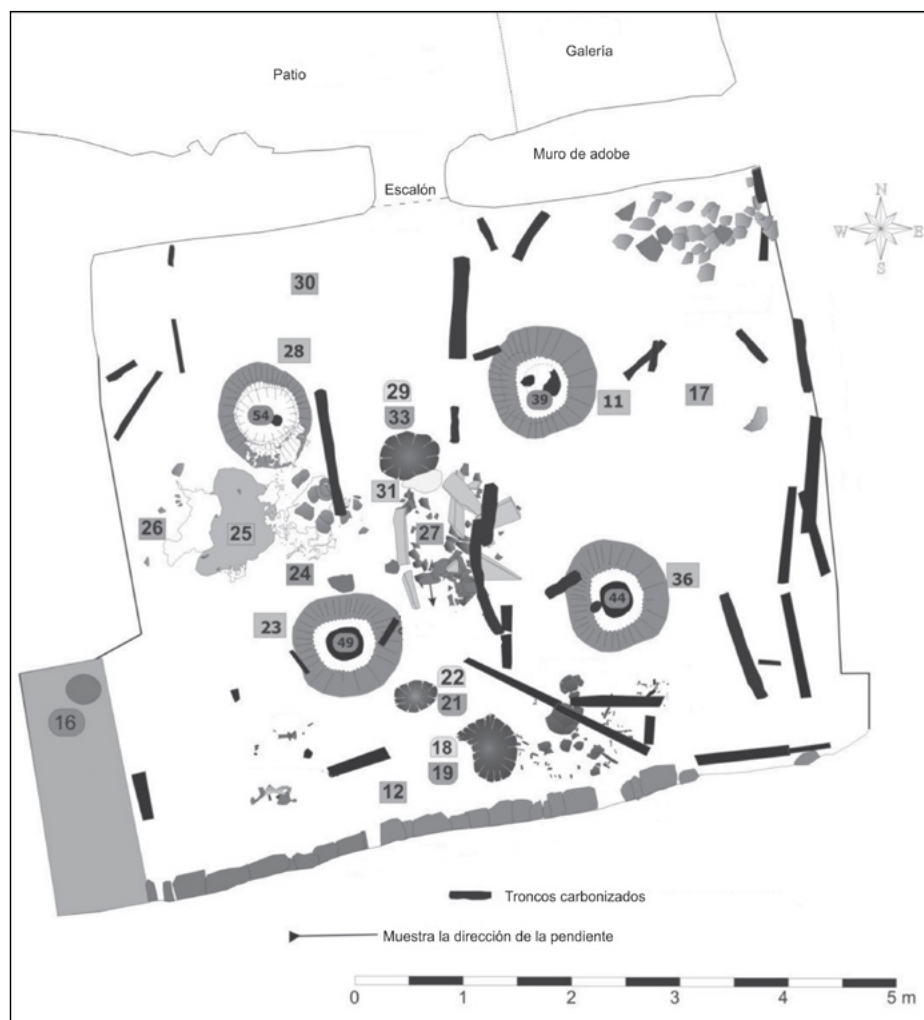 Patio
Galería
Muro de adobe
Escalón
N
W E
S
30
28
29
17
54
39
11
33
31
26
25
27
24
36
44
23
49
22
16
21
18
19
12
Troncos carbonizados
Muestra la dirección de la pendiente
0 1 2 3 4 5 m